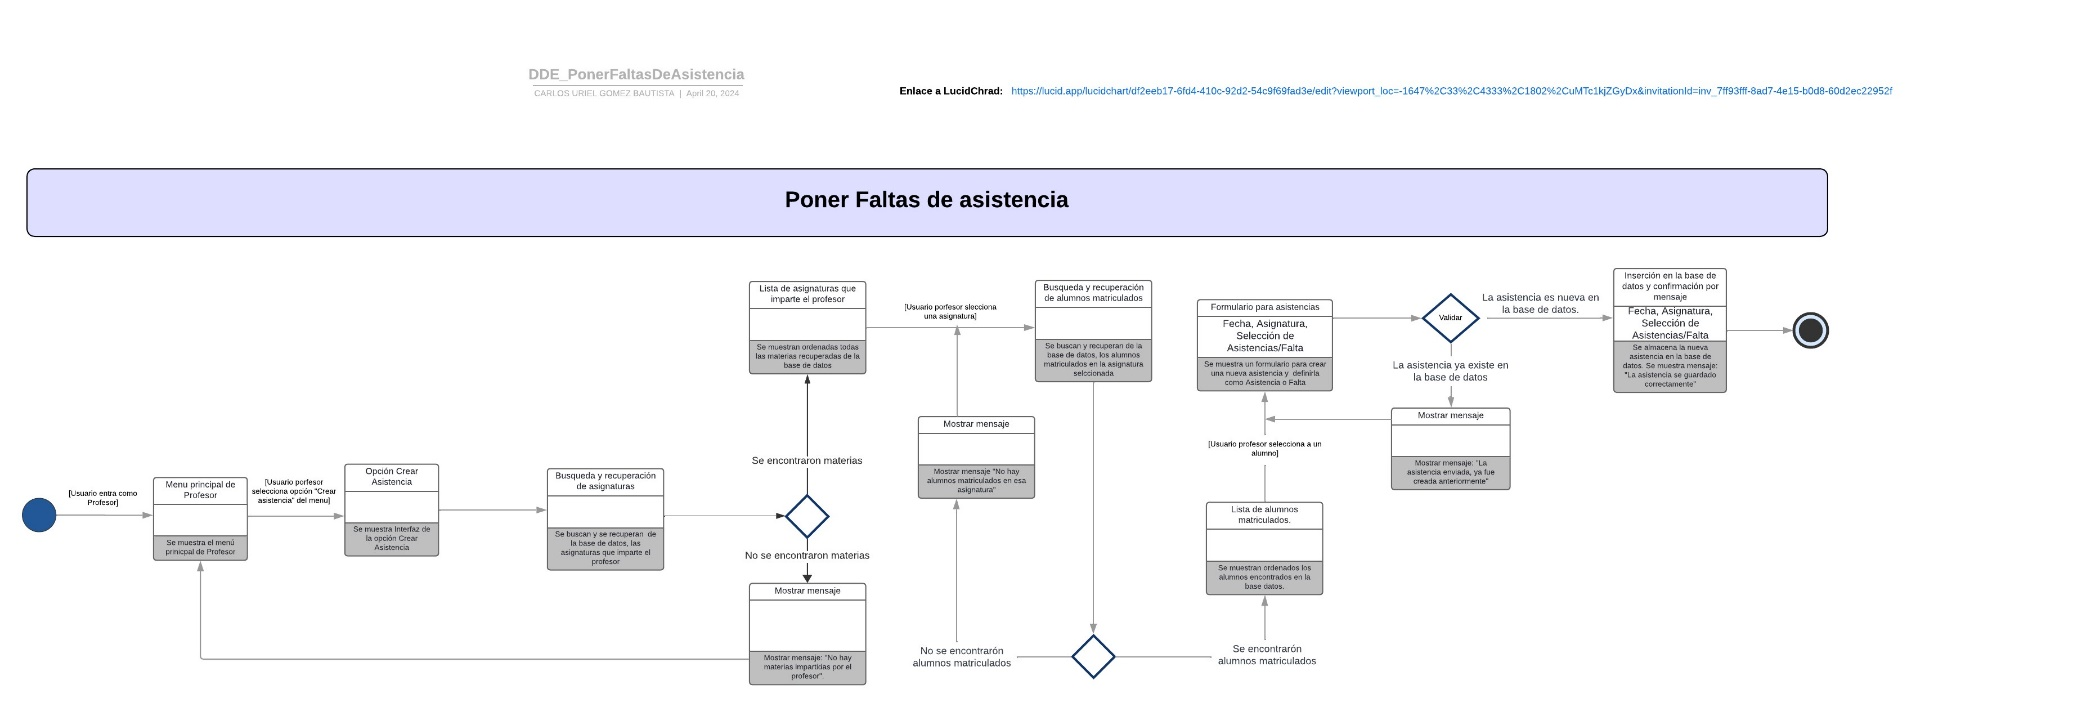 DDE_PonerFaltasDeAsistencia
CARLOS URIEL GOMEZ BAUTISTA | April 20, 2024
Enlace a LucidChrad: https://lucid.app/lucidchart/df2eeb17-6fd4-410c-92d2-54c9f69fad3e/edit?viewport_loc=-1647%2C33%2C4333%2C1802%2CuMTc1kjZGyDx&invitationId=inv_7ff93fff-8ad7-4e15-b0d8-60d2ec22952f
Poner Faltas de asistencia
[Usuario entra como
Profesor]
Menu principal de
Profesor
Se muestra el menú
prinicpal de Profesor
[Usuario porfesor
selecciona opción "Crear
asistencia" del menu]
Opción Crear
Asistencia
Se muestra Interfaz de
la opción Crear
Asistencia
Busqueda y recuperación
de asignaturas
Se buscan y se recuperan de
la base de datos, las
asignaturas que imparte el
profesor
Se encontraron materias
No se encontraron materias
Lista de asignaturas que
imparte el profesor
Se muestran ordenadas todas
las materias recuperadas de la
base de datos
Mostrar mensaje
Mostrar mensaje: "No hay
materias impartidas por el
profesor".
[Usuario porfesor slecciona
una asignatura]
Mostrar mensaje
Mostrar mensaje "No hay
alumnos matriculados en esa
asignatura"
Busqueda y recuperación
de alumnos matriculados
Se buscan y recuperan de la
base de datos, los alumnos
matriculados en la asignatura
selccionada
No se encontrarón
alumnos matriculados
Se encontrarón
alumnos matriculados
Lista de alumnos
matriculados.
Se muestran ordenados los
alumnos encontrados en la
base datos.
[Usuario profesor selecciona a un
alumno]
Formulario para asistencias
Fecha, Asignatura,
Selección de
Asistencias/Falta
Se muestra un formulario para crear
una nueva asistencia y definirla
como Asistencia o Falta
Validar
La asistencia es nueva en
la base de datos.
La asistencia ya existe en
la base de datos
Mostrar mensaje
Mostrar mensaje: "La
asistencia enviada, ya fue
creada anteriormente"
Inserción en la base de
datos y confirmación por
mensaje
Fecha, Asignatura,
Selección de
Asistencias/Falta
Se almacena la nueva
asistencia en la base de
datos. Se muestra mensaje:
"La asistencia se guardado
correctamente"